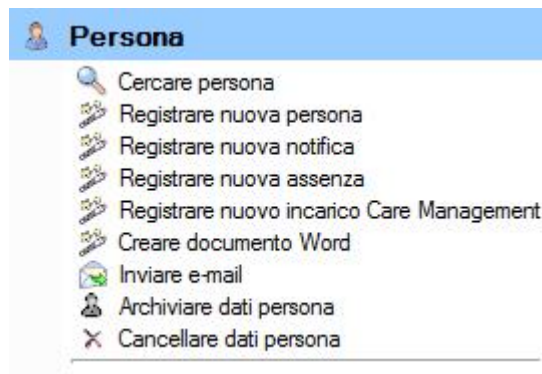 Persona
Cercare persona
Registrare nuova persona
Registrare nuova notifica
Registrare nuova assenza
Registrare nuovo incarico Care Management
Creare documento Word
Inviare e-mail
Archiviare dati persona
Cancellare dati persona